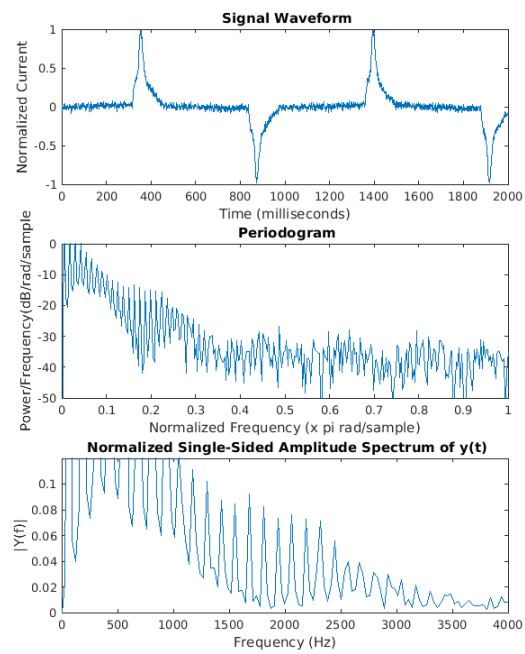 Signal Waveform
1
0.5
0
-0.5
-1
Normalized Current
0 200 400 600 800 1000 1200 1400 1600 1800 2000
Time (milliseconds)
Periodogram
0
-10
-20
-30
-40
-50
Power/Frequency(dB/rad/sample
0 0.1 0.2 0.3 0.4 0.5 0.6 0.7 0.8 0.9 1
Normalized Frequency (x pi rad/sample)
Normalized Single-Sided Amplitude Spectrum of y(t)
0.1
0.08
0.06
0.04
0.02
0
|Y(f)|
0 500 1000 1500 2000 2500 3000 3500 4000
Frequency (Hz)